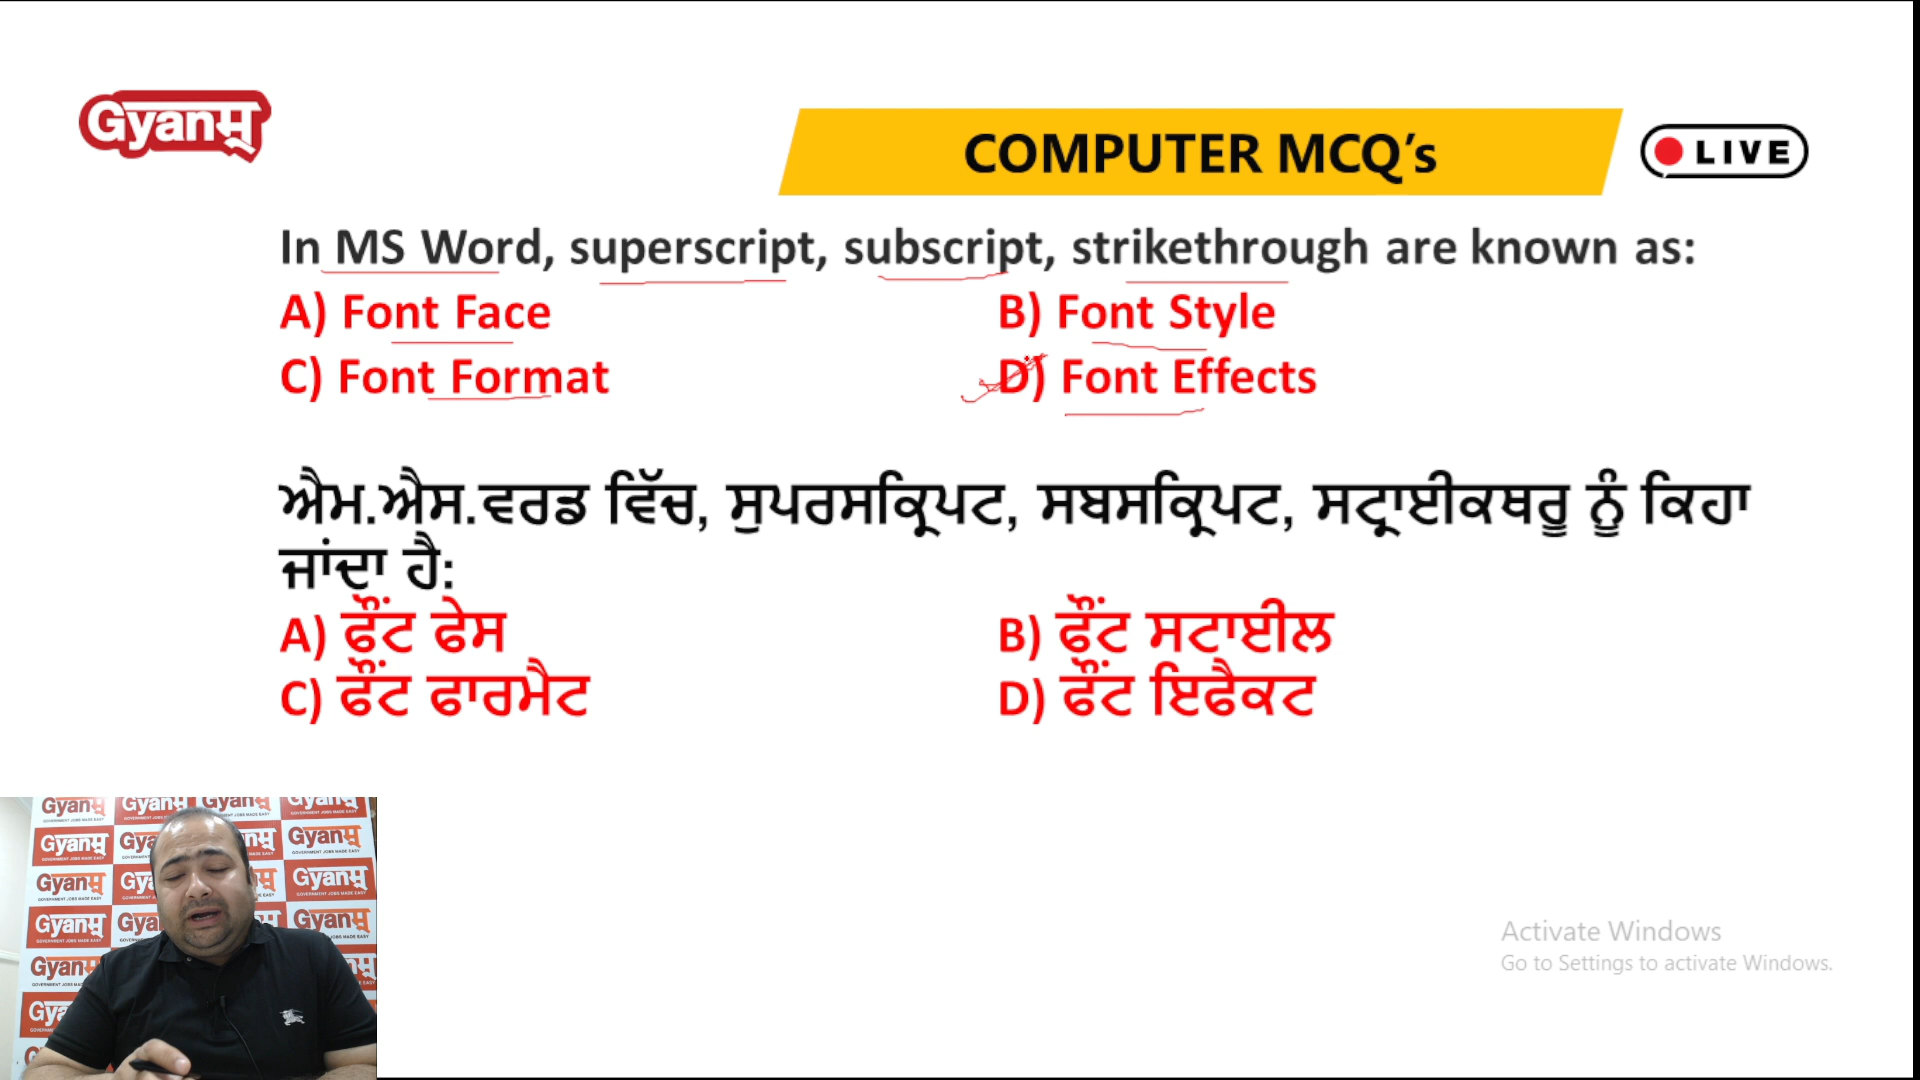 Gyanਸ੍ਰ
COMPUTER MCQ’s
LIVE
In MS Word, superscript, subscript, strikethrough are known as:
A) Font Face
B) Font Style
C) Font Format
D) Font Effects
ਐਮ.ਐਸ.ਵਰਡ ਵਿੱਚ, ਸੁਪਰਸਕ੍ਰਿਪਟ, ਸਬਸਕ੍ਰਿਪਟ, ਸਟ੍ਰਾਈਕਥਰੂ ਨੂੰ ਕਿਹਾ
ਜਾਂਦਾ ਹੈ:
A) ਫੌਂਟ ਫੇਸ
B) ਫੌਂਟ ਸਟਾਈਲ
C) ਫੌਂਟ ਫਾਰਮੈਟ
D) ਫੌਂਟ ਇਫੈਕਟ
Activate Windows
Go to Settings to activate Windows.